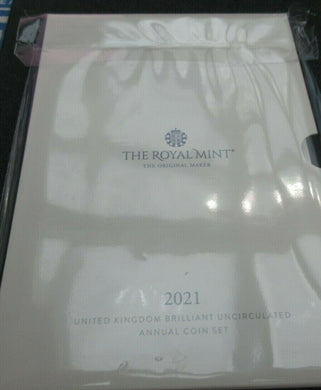 THE ROYAL MINT®
THE ORIGINAL MAKER
2021
UNITED KINGDOM BRILLIANT UNCIRCULATED
ANNUAL COIN SET